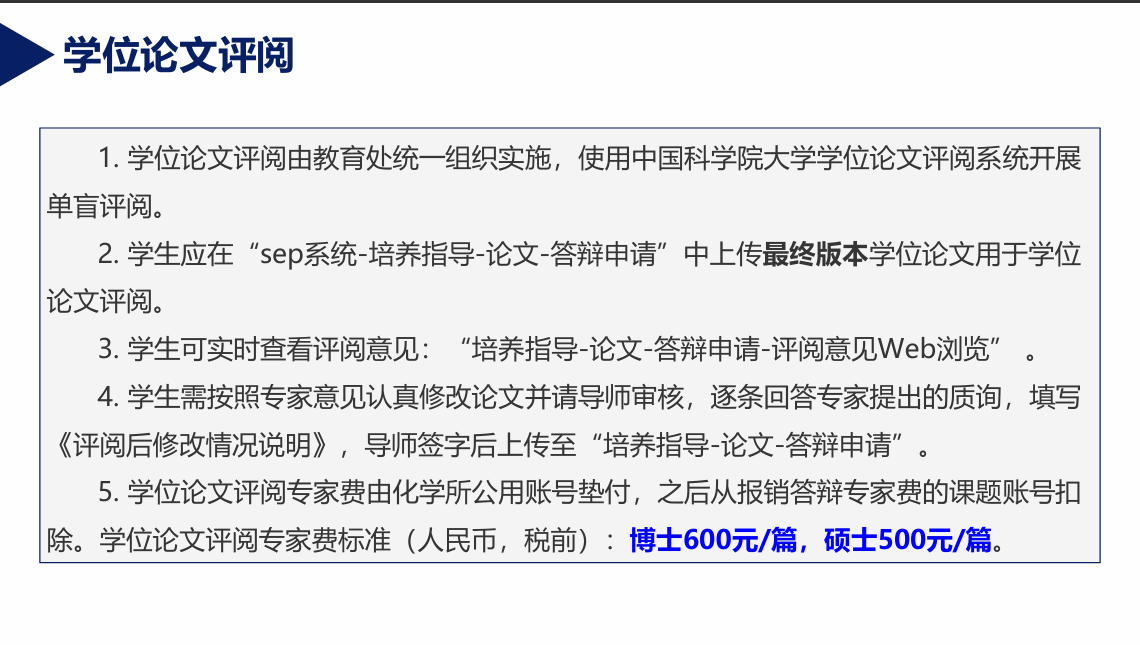 学位论文评阅
1. 学位论文评阅由教育处统一组织实施，使用中国科学院大学学位论文评阅系统开展
单盲评阅。
2. 学生应在“sep系统-培养指导-论文-答辩申请”中上传最终版本学位论文用于学位
论文评阅。
3. 学生可实时查看评阅意见：“培养指导-论文-答辩申请-评阅意见Web浏览” 。
4. 学生需按照专家意见认真修改论文并请导师审核，逐条回答专家提出的质询，填写
《评阅后修改情况说明》，导师签字后上传至“培养指导-论文-答辩申请”。
5. 学位论文评阅专家费由化学所公用账号垫付，之后从报销答辩专家费的课题账号扣
除。学位论文评阅专家费标准（人民币，税前）：博士600元/篇，硕士500元/篇。